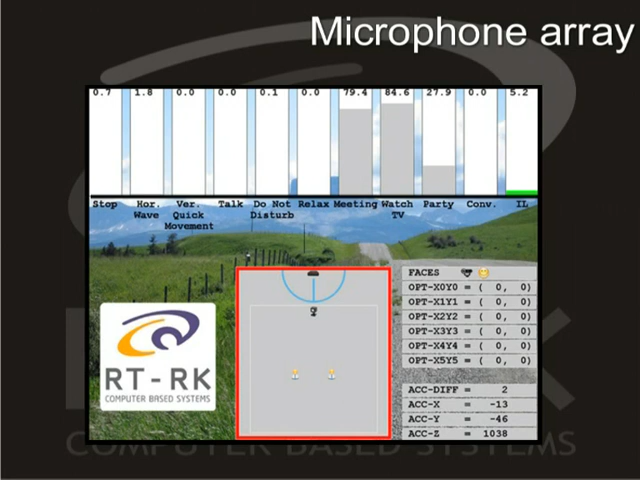 Microphone array
0.7 1.8 0.0 0.0 0.1 0.0 79.4 84.6 27.9 0.0 5.2
Stop Hor. Ver. Talk Do Not Relax Meeting Watch Party Conv. IL
Wave Quick Disturb TV
Movement
FACES
OPT-X0Y0 = ( 0, 0)
OPT-X1Y1 = ( 0, 0)
OPT-X2Y2 = ( 0, 0)
OPT-X3Y3 = ( 0, 0)
OPT-X4Y4 = ( 0, 0)
OPT-X5Y5 = ( 0, 0)
RT-RK
COMPUTER BASED SYSTEMS
ACC-DIFF = 2
ACC-X = -13
ACC-Y = -46
ACC-Z = 1038
COMPUTER BASED SYSTEMS